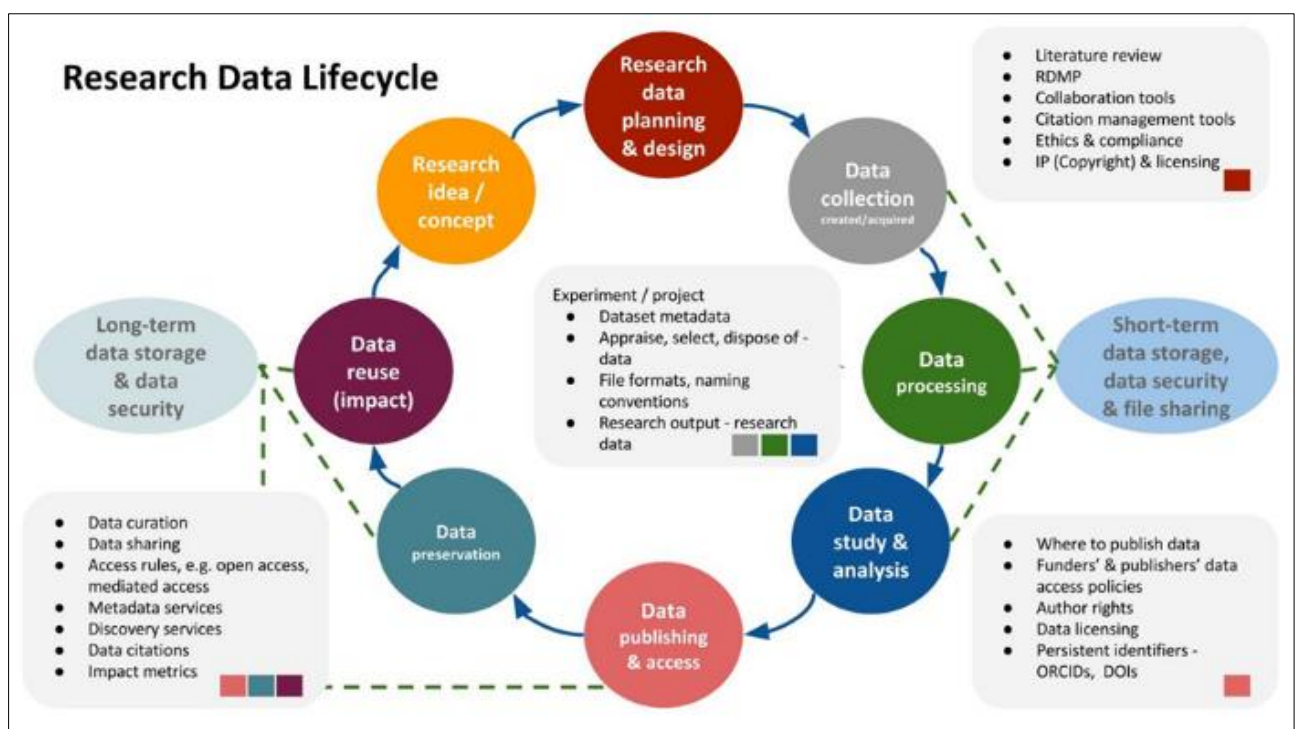 Research Data Lifecycle
Research
data
planning
& design
Data
collection
created/acquired
Data
processing
Data
study &
analysis
Data
publishing
& access
Data
preservation
Data
reuse
(impact)
Research
idea /
concept
● Literature review
● RDMP
● Collaboration tools
● Citation management tools
● Ethics & compliance
● IP (Copyright) & licensing
Experiment / project
● Dataset metadata
● Appraise, select, dispose of -
data
● File formats, naming
conventions
● Research output - research
data
Long-term
data storage
& data
security
Short-term
data storage,
data security
& file sharing
● Data curation
● Data sharing
● Access rules, e.g. open access,
mediated access
● Metadata services
● Discovery services
● Data citations
● Impact metrics
● Where to publish data
● Funders’ & publishers’ data
access policies
● Author rights
● Data licensing
● Persistent identifiers -
ORCIDs, DOIs